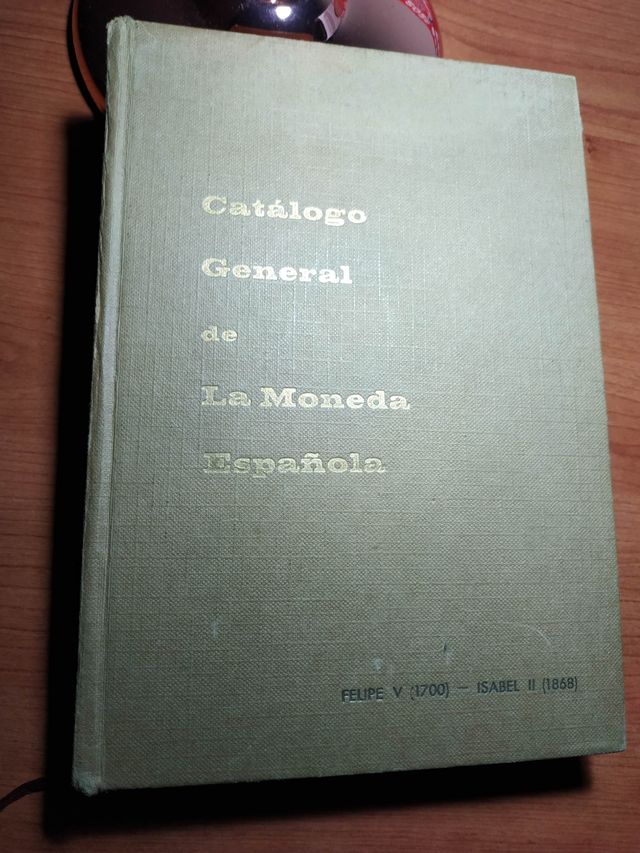 Catálogo
General
de
La Moneda
Española
FELIPE V (1700) — ISABEL II (1868)